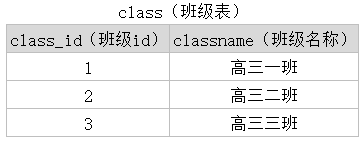 class（班级表）
class_id（班级id） classname（班级名称）
1 高三一班
2 高三二班
3 高三三班